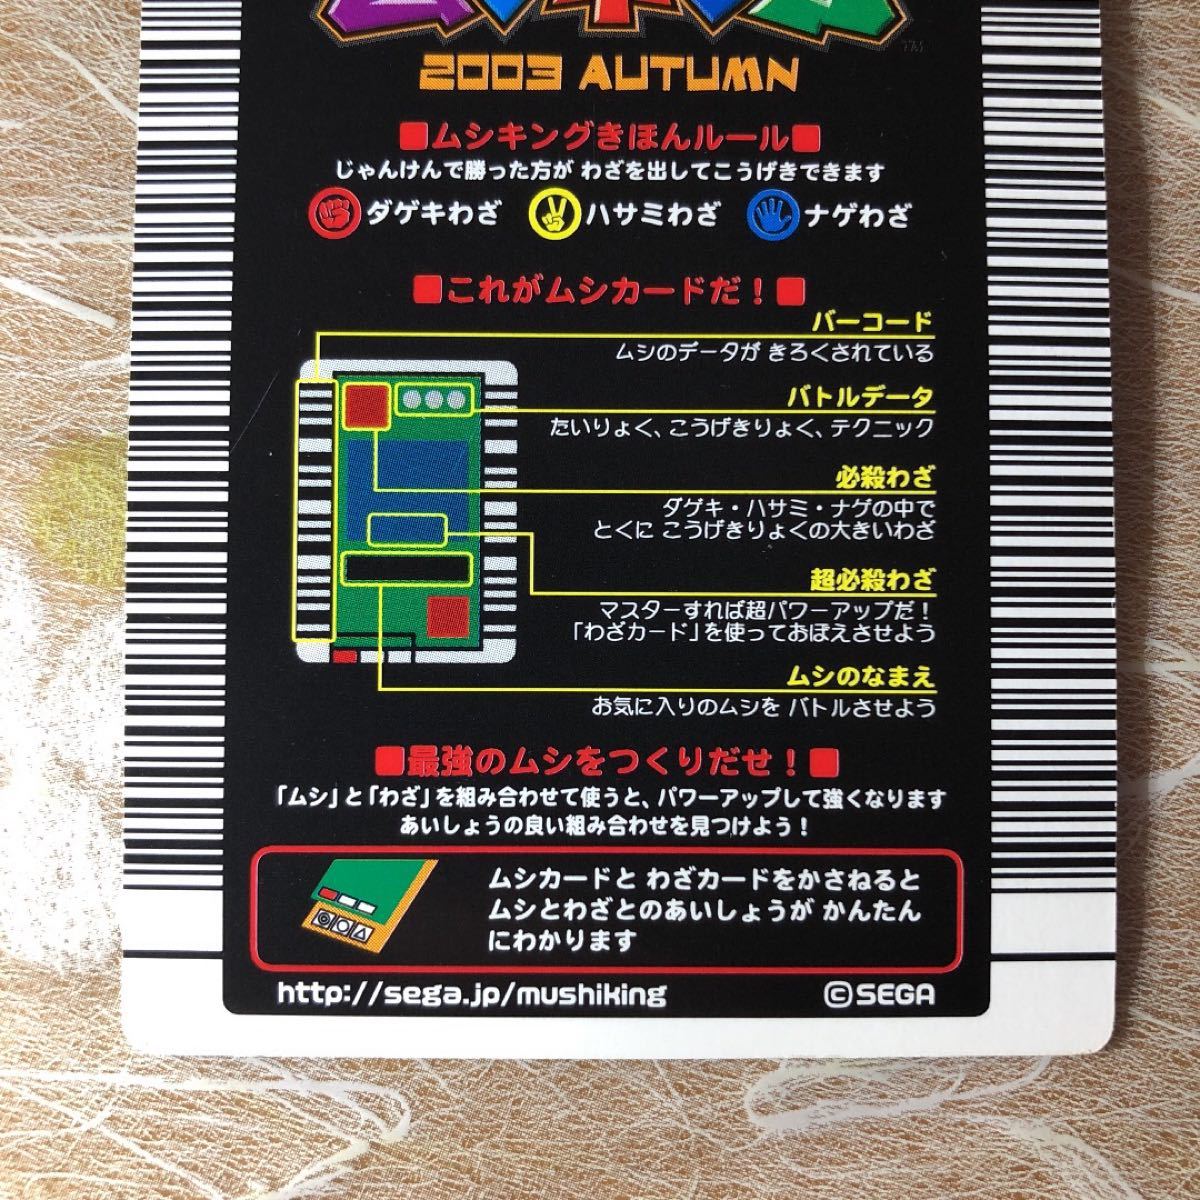 TM
2003 AUTUMN
■ムシキングきほんルール■
じゃんけんで勝った方が わざを出してこうげきできます
ダゲキわざ ハサミわざ ナゲわざ
■これがムシカードだ！■
バーコード
ムシのデータが きろくされている
バトルデータ
たいりょく、こうげきりょく、テクニック
必殺わざ
ダゲキ・ハサミ・ナゲの中で
とくに こうげきりょくの大きいわざ
超必殺わざ
マスターすれば超パワーアップだ！
「わざカード」を使っておぼえさせよう
ムシのなまえ
お気に入りのムシを バトルさせよう
■最強のムシをつくりだせ！■
「ムシ」と「わざ」を組み合わせて使うと、パワーアップして強くなります
あいしょうの良い組み合わせを見つけよう！
ムシカードと わざカードをかさねると
ムシとわざとのあいしょうが かんたん
にわかります
http://sega.jp/mushiking ©SEGA